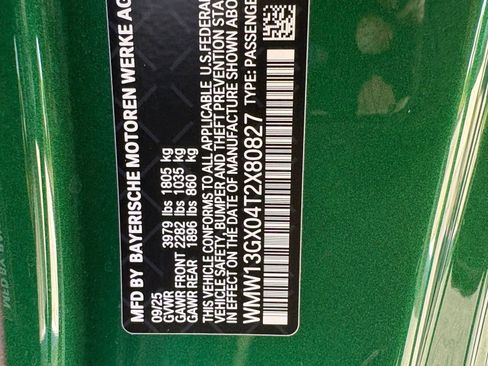 MFD BY BAYERISCHE MOTOREN WERKE AG
09/25
GVWR 3979 lbs 1805 kg
GAWR FRONT 2282 lbs 1035 kg
GAWR REAR 1896 lbs 860 kg
THIS VEHICLE CONFORMS TO ALL APPLICABLE U.S.FEDERAL
SAFETY, BUMPER AND THEFT PREVENTION STA
IN EFFECT ON THE DATE OF MANUFACTURE SHOWN ABO
WMW13GX04T2X80827 TYPE: PASSENGE